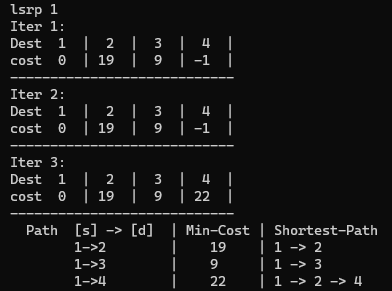 lsrp 1
Iter 1:
Dest  1  |  2  |  3  |  4  |
cost  0  | 19  |  9  | -1  |
----------------------------
Iter 2:
Dest  1  |  2  |  3  |  4  |
cost  0  | 19  |  9  | -1  |
----------------------------
Iter 3:
Dest  1  |  2  |  3  |  4  |
cost  0  | 19  |  9  | 22  |
----------------------------
  Path  [s] -> [d]  | Min-Cost | Shortest-Path
        1->2        |    19    | 1 -> 2
        1->3        |    9     | 1 -> 3
        1->4        |    22    | 1 -> 2 -> 4